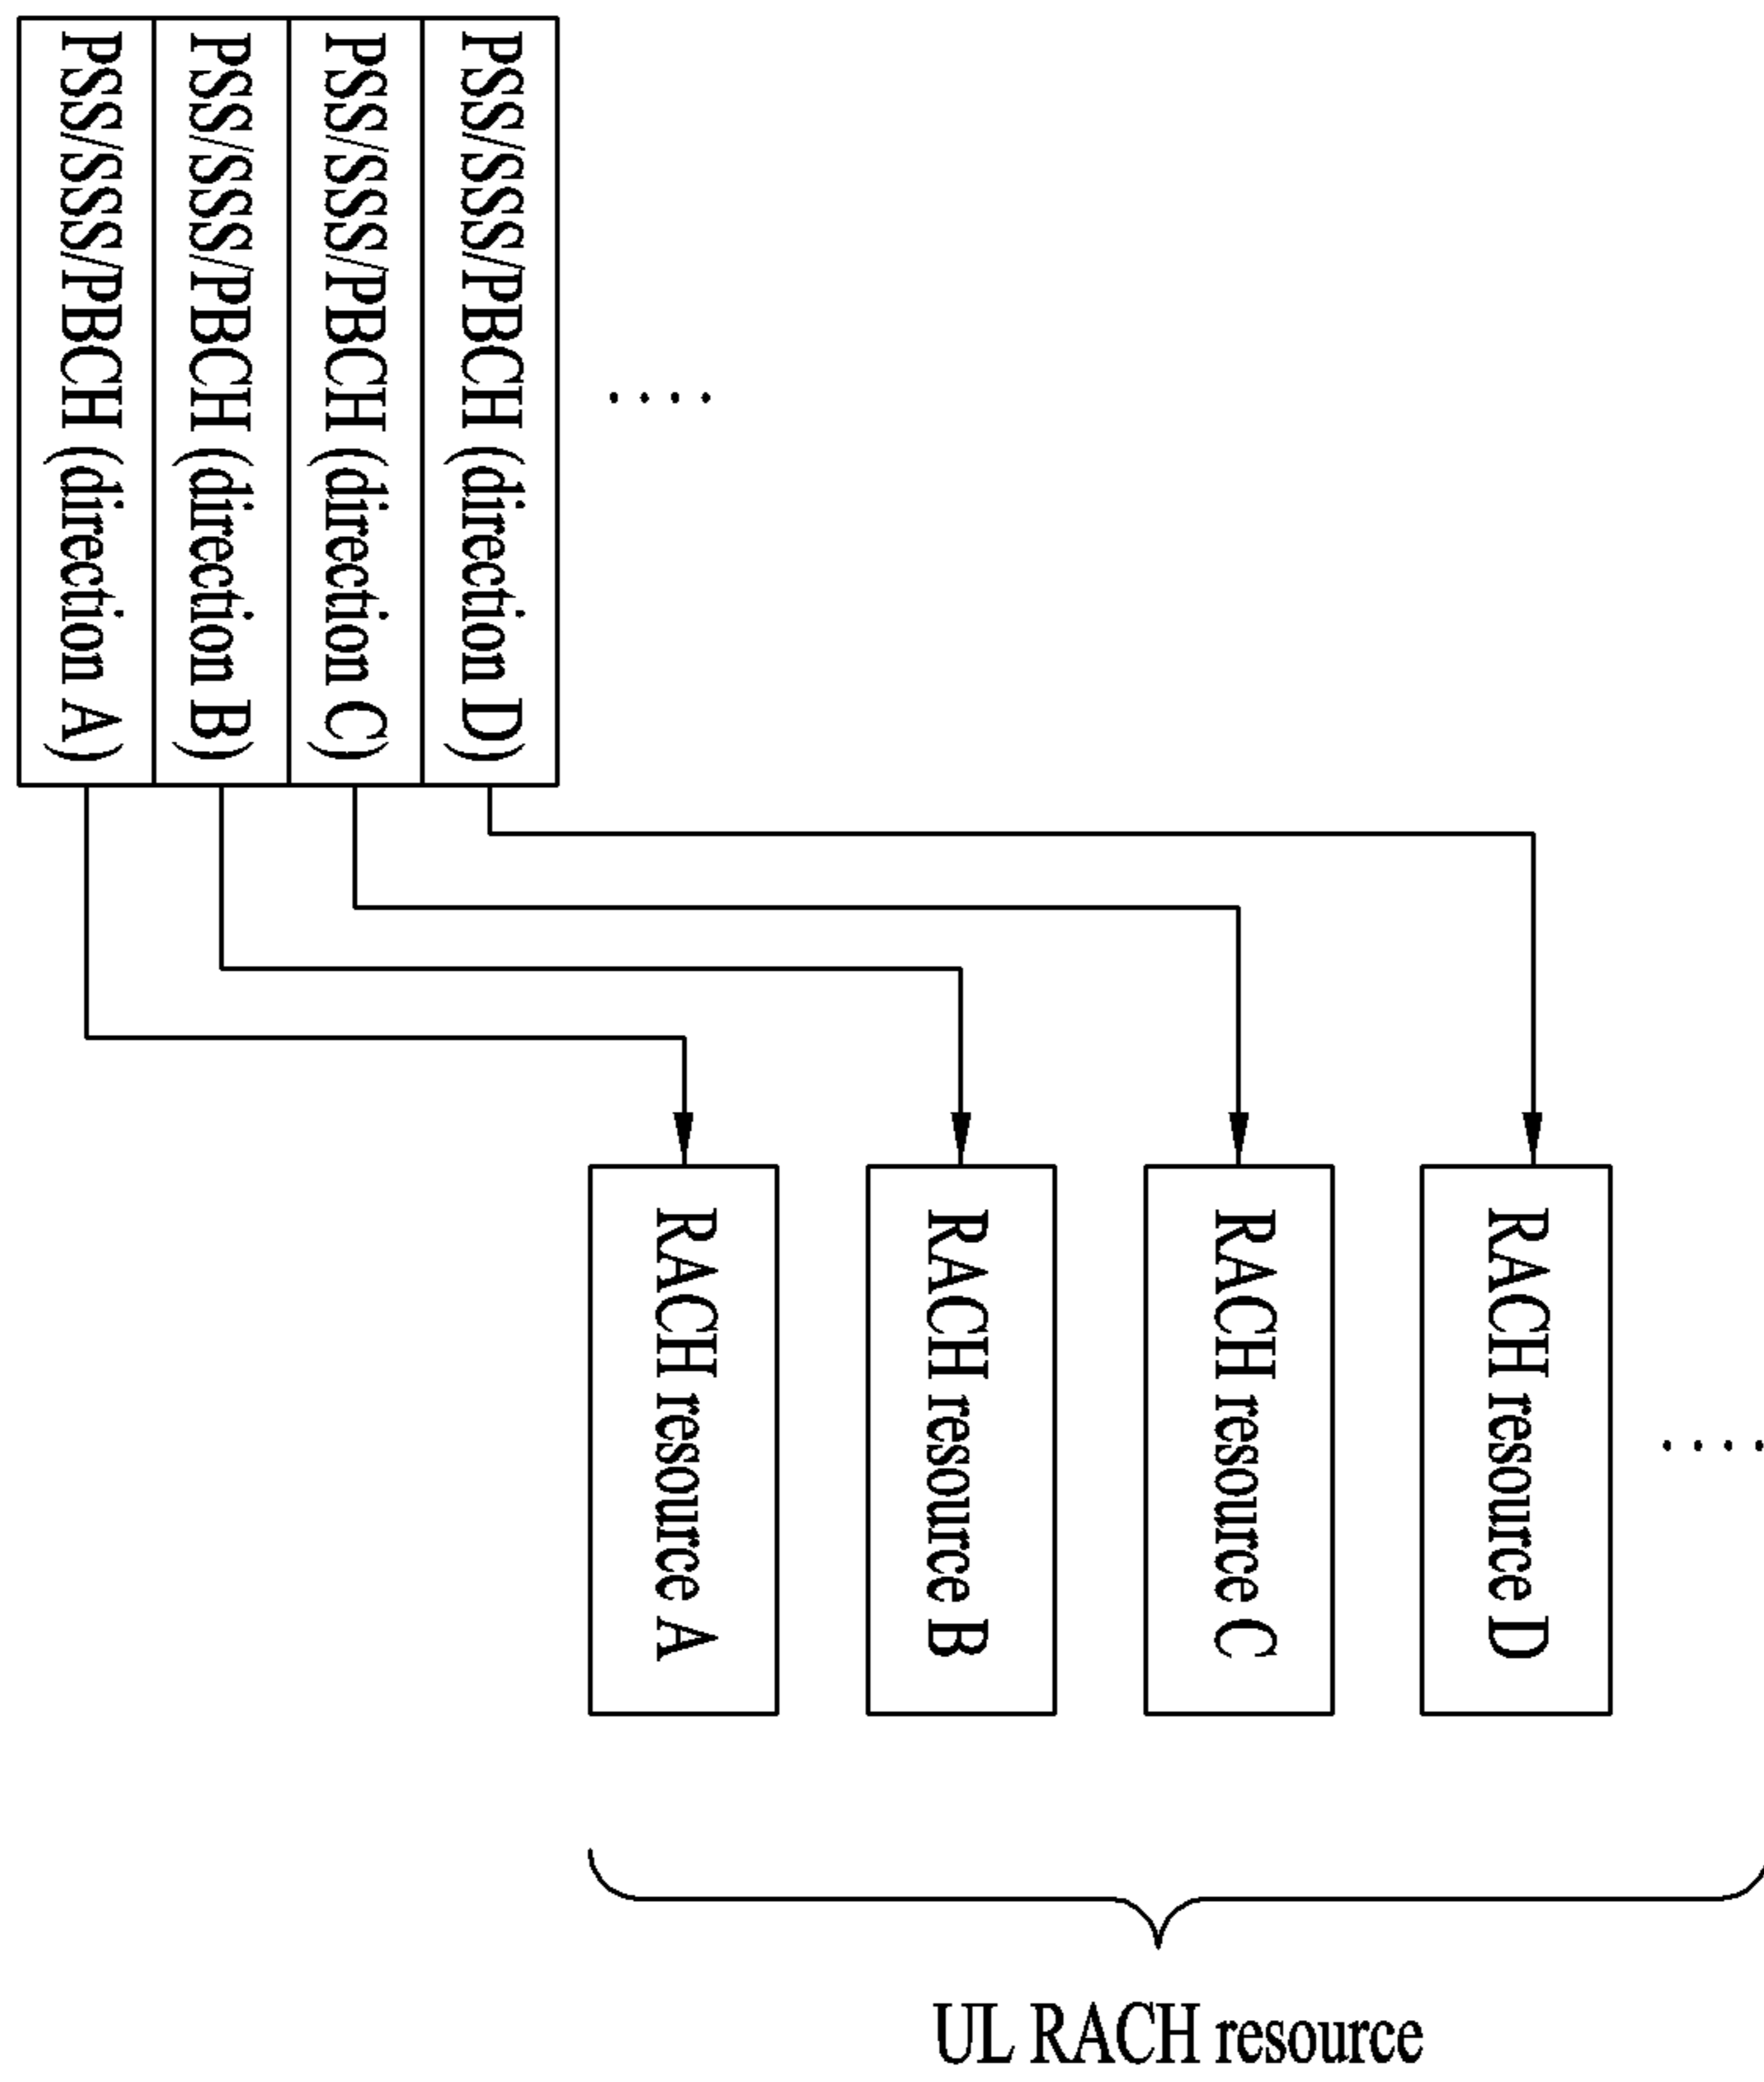 PSS/SSS/PBCH (direction A))
PSS/SSS/PBCH (direction B)
PSS/SSS/PBCH (direction C)
PSS/SSS/PBCH (direction D))
....
RACH resource A
RACH resource B
RACH resource C
RACH resource D
....
UL RACH resource